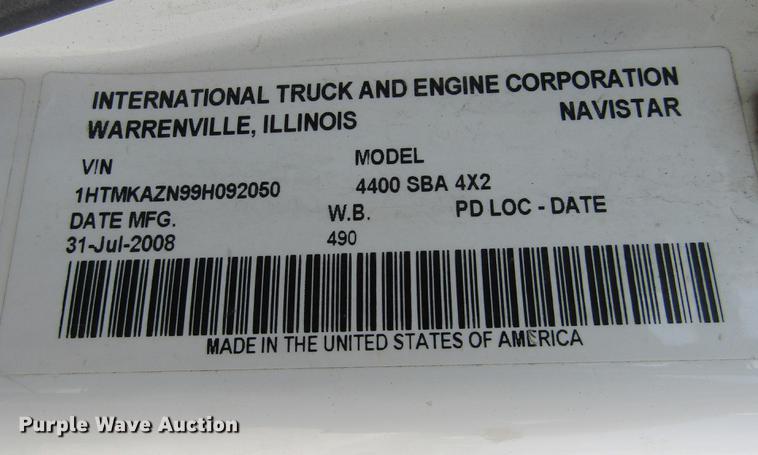 INTERNATIONAL TRUCK AND ENGINE CORPORATION
WARRENVILLE, ILLINOIS NAVISTAR
VIN MODEL
1HTMKAZN99H092050 4400 SBA 4X2
DATE MFG. W.B. PD LOC - DATE
31-Jul-2008 490
MADE IN THE UNITED STATES OF AMERICA
Purple Wave Auction